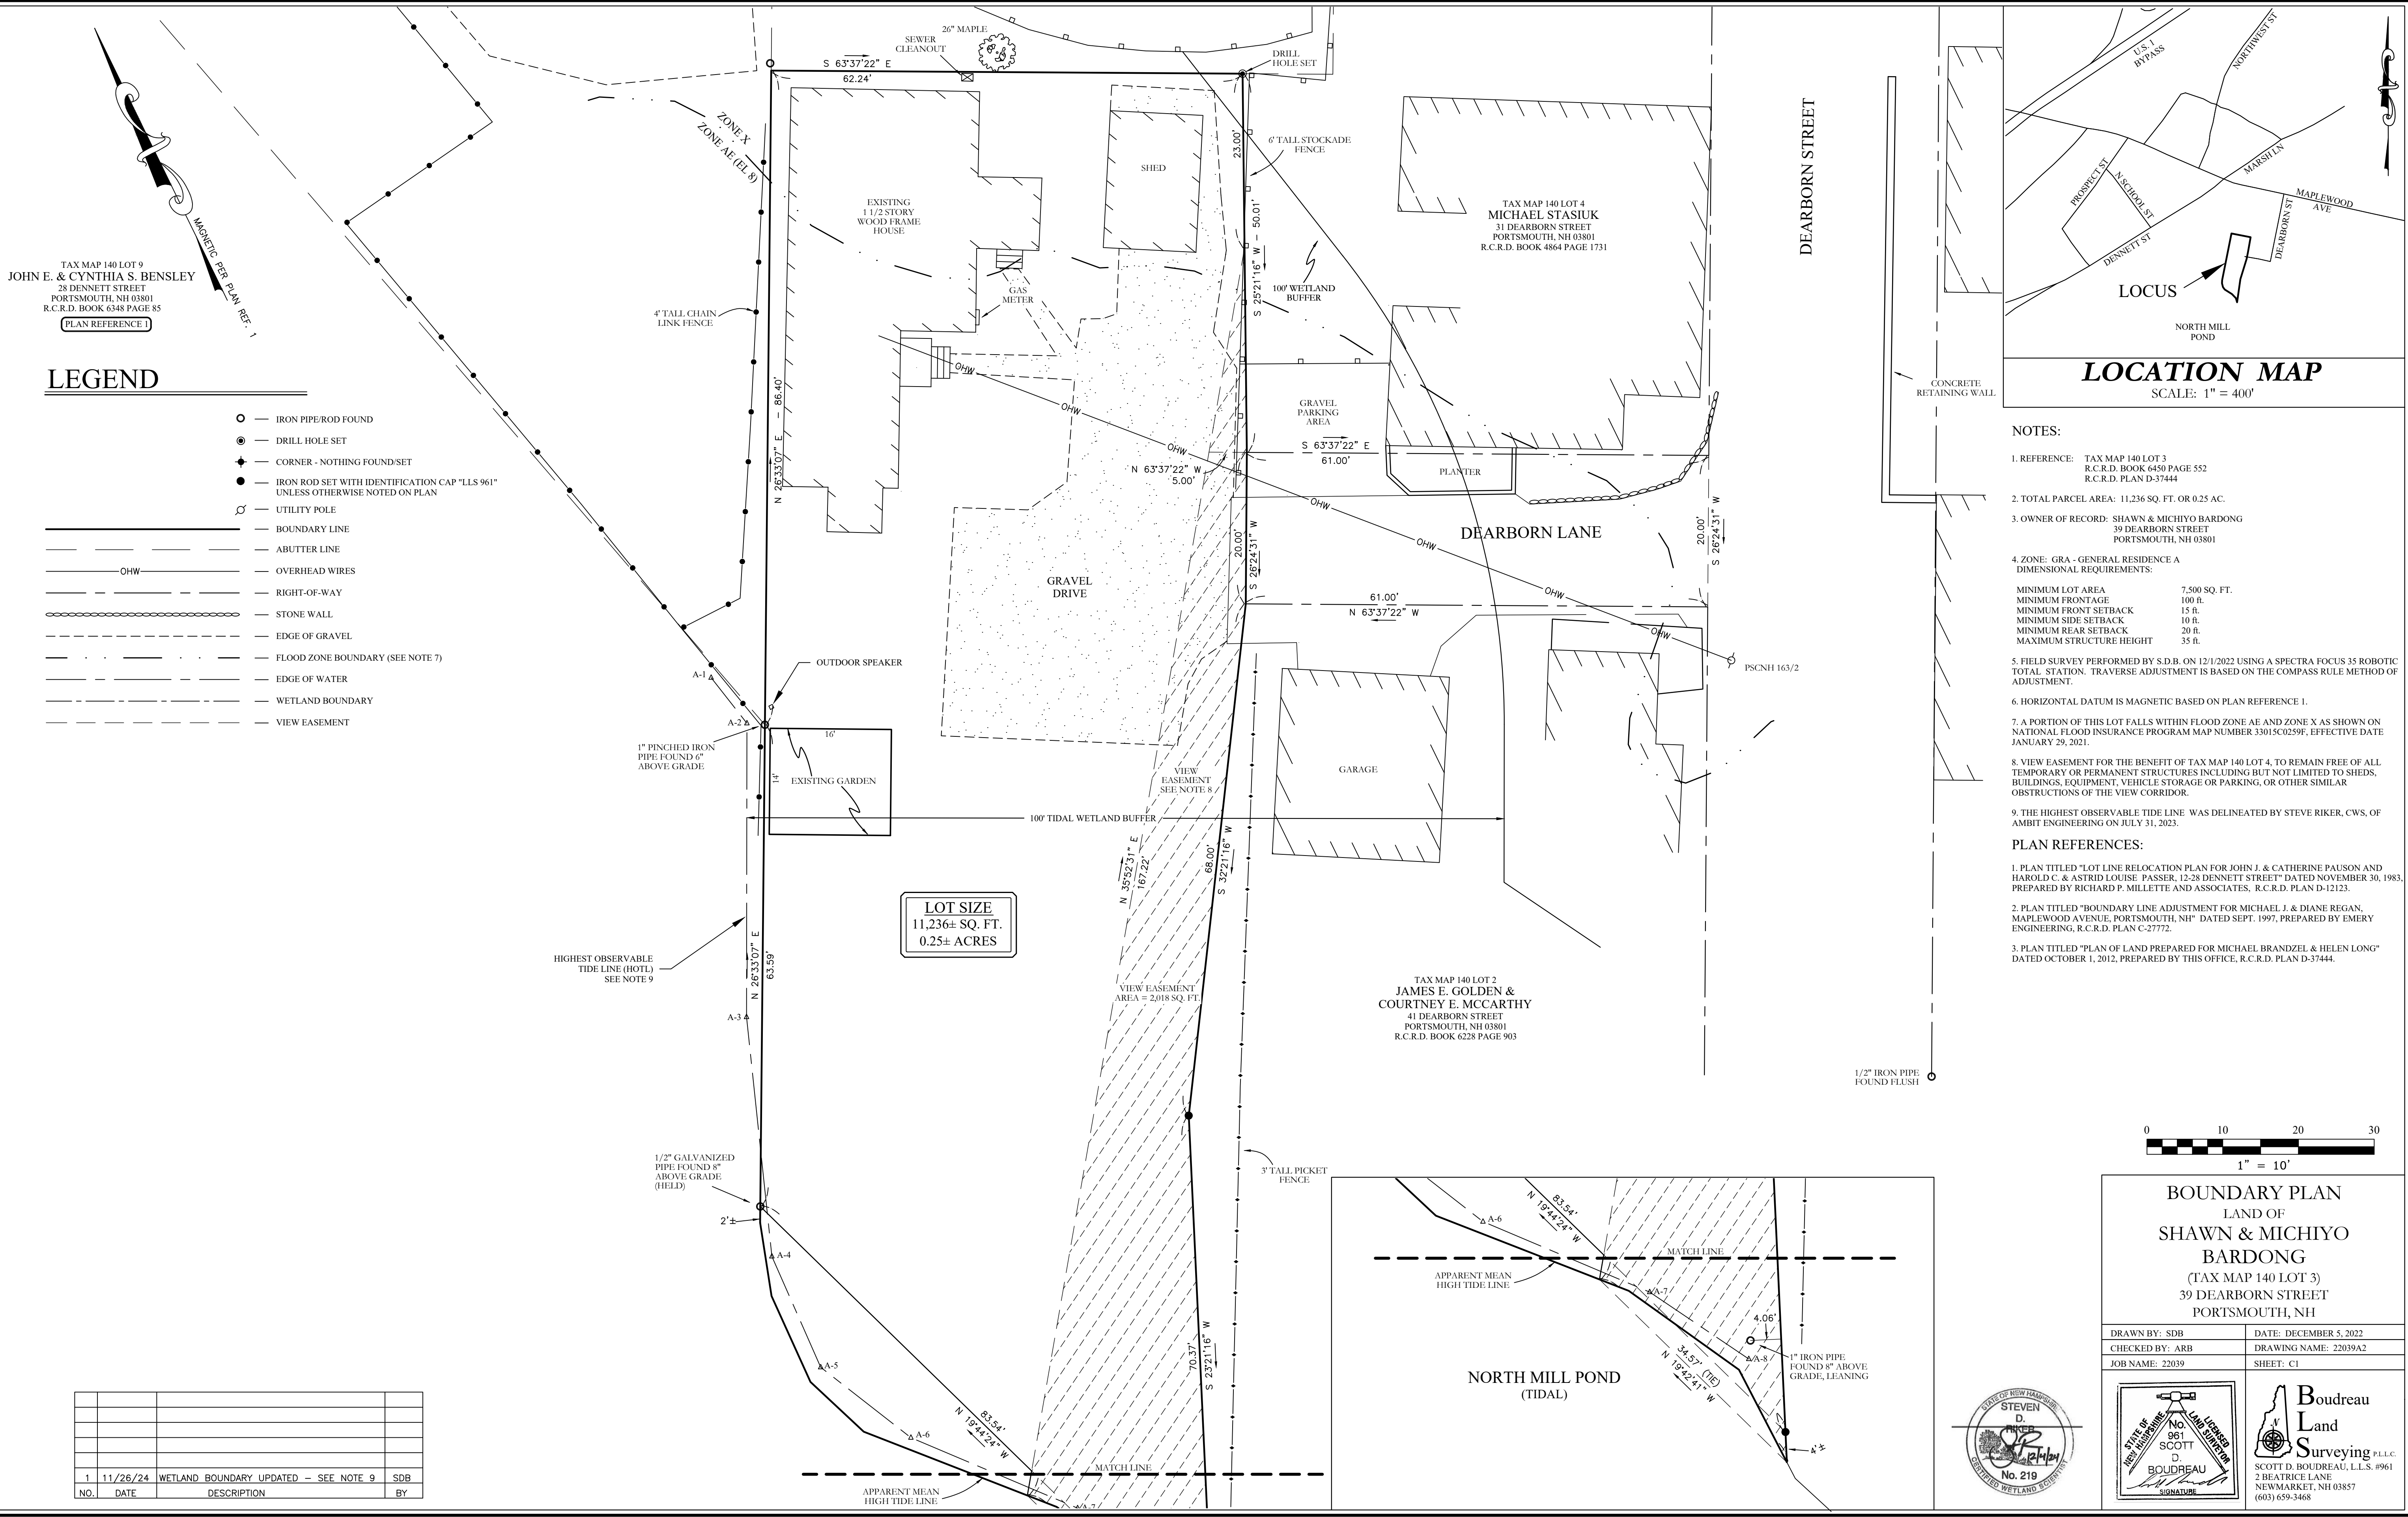 MAGNETIC PER PLAN REF. 1
TAX MAP 140 LOT 9
JOHN E. & CYNTHIA S. BENSLEY
28 DENNETT STREET
PORTSMOUTH, NH 03801
R.C.R.D. BOOK 6348 PAGE 85
PLAN REFERENCE 1
LEGEND
IRON PIPE/ROD FOUND
DRILL HOLE SET
CORNER - NOTHING FOUND/SET
IRON ROD SET WITH IDENTIFICATION CAP "LLS 961"
UNLESS OTHERWISE NOTED ON PLAN
UTILITY POLE
BOUNDARY LINE
ABUTTER LINE
OHW
OVERHEAD WIRES
RIGHT-OF-WAY
STONE WALL
EDGE OF GRAVEL
FLOOD ZONE BOUNDARY (SEE NOTE 7)
EDGE OF WATER
WETLAND BOUNDARY
VIEW EASEMENT
1 11/26/24 WETLAND BOUNDARY UPDATED – SEE NOTE 9 SDB
NO. DATE DESCRIPTION BY
26" MAPLE
SEWER
CLEANOUT
S 63°37'22" E
62.24'
DRILL
HOLE SET
ZONE X
ZONE AE (EL 8)
EXISTING
1 1/2 STORY
WOOD FRAME
HOUSE
SHED
23.00'
6' TALL STOCKADE
FENCE
S 25°21'16" W - 50.01'
100' WETLAND
BUFFER
GAS
METER
4' TALL CHAIN
LINK FENCE
N 26°33'07" E - 86.40'
OHW
OHW
OHW
OHW
OHW
OHW
OHW
TAX MAP 140 LOT 4
MICHAEL STASIUK
31 DEARBORN STREET
PORTSMOUTH, NH 03801
R.C.R.D. BOOK 4864 PAGE 1731
DEARBORN STREET
GRAVEL
PARKING
AREA
S 63°37'22" E
61.00'
N 63°37'22" W
5.00'
PLANTER
DEARBORN LANE
20.00'
S 26°24'31" W
20.00'
S 26°24'31" W
61.00'
N 63°37'22" W
GRAVEL
DRIVE
PSCNH 163/2
CONCRETE
RETAINING WALL
OUTDOOR SPEAKER
A-1
A-2
1" PINCHED IRON
PIPE FOUND 6"
ABOVE GRADE
16'
14'
EXISTING GARDEN
VIEW
EASEMENT
SEE NOTE 8
GARAGE
100' TIDAL WETLAND BUFFER
N 35°52'31" E
167.22'
68.00'
S 32°21'16" W
LOT SIZE
11,236± SQ. FT.
0.25± ACRES
HIGHEST OBSERVABLE
TIDE LINE (HOTL)
SEE NOTE 9
N 26°33'07" E
63.59'
VIEW EASEMENT
AREA = 2,018 SQ. FT.
A-3
TAX MAP 140 LOT 2
JAMES E. GOLDEN &
COURTNEY E. MCCARTHY
41 DEARBORN STREET
PORTSMOUTH, NH 03801
R.C.R.D. BOOK 6228 PAGE 903
1/2" IRON PIPE
FOUND FLUSH
1/2" GALVANIZED
PIPE FOUND 8"
ABOVE GRADE
(HELD)
2'±
A-4
A-5
A-6
3' TALL PICKET
FENCE
70.37'
S 23°21'16" W
83.54'
N 19°44'24" W
MATCH LINE
APPARENT MEAN
HIGH TIDE LINE
A-7
A-6
83.54'
N 19°44'24" W
MATCH LINE
APPARENT MEAN
HIGH TIDE LINE
A-7
4.06'
A-8
1" IRON PIPE
FOUND 8" ABOVE
GRADE, LEANING
34.57' (TIE)
N 19°42'41" W
4'±
NORTH MILL POND
(TIDAL)
U.S. 1
BYPASS
NORTHWEST ST
MARSH LN
PROSPECT ST
N SCHOOL ST
MAPLEWOOD
AVE
DENNETT ST
DEARBORN ST
LOCUS
NORTH MILL
POND
LOCATION MAP
SCALE: 1" = 400'
NOTES:
1. REFERENCE: TAX MAP 140 LOT 3
R.C.R.D. BOOK 6450 PAGE 552
R.C.R.D. PLAN D-37444
2. TOTAL PARCEL AREA: 11,236 SQ. FT. OR 0.25 AC.
3. OWNER OF RECORD: SHAWN & MICHIYO BARDONG
39 DEARBORN STREET
PORTSMOUTH, NH 03801
4. ZONE: GRA - GENERAL RESIDENCE A
DIMENSIONAL REQUIREMENTS:
MINIMUM LOT AREA 7,500 SQ. FT.
MINIMUM FRONTAGE 100 ft.
MINIMUM FRONT SETBACK 15 ft.
MINIMUM SIDE SETBACK 10 ft.
MINIMUM REAR SETBACK 20 ft.
MAXIMUM STRUCTURE HEIGHT 35 ft.
5. FIELD SURVEY PERFORMED BY S.D.B. ON 12/1/2022 USING A SPECTRA FOCUS 35 ROBOTIC
TOTAL STATION. TRAVERSE ADJUSTMENT IS BASED ON THE COMPASS RULE METHOD OF
ADJUSTMENT.
6. HORIZONTAL DATUM IS MAGNETIC BASED ON PLAN REFERENCE 1.
7. A PORTION OF THIS LOT FALLS WITHIN FLOOD ZONE AE AND ZONE X AS SHOWN ON
NATIONAL FLOOD INSURANCE PROGRAM MAP NUMBER 33015C0259F, EFFECTIVE DATE
JANUARY 29, 2021.
8. VIEW EASEMENT FOR THE BENEFIT OF TAX MAP 140 LOT 4, TO REMAIN FREE OF ALL
TEMPORARY OR PERMANENT STRUCTURES INCLUDING BUT NOT LIMITED TO SHEDS,
BUILDINGS, EQUIPMENT, VEHICLE STORAGE OR PARKING, OR OTHER SIMILAR
OBSTRUCTIONS OF THE VIEW CORRIDOR.
9. THE HIGHEST OBSERVABLE TIDE LINE WAS DELINEATED BY STEVE RIKER, CWS, OF
AMBIT ENGINEERING ON JULY 31, 2023.
PLAN REFERENCES:
1. PLAN TITLED "LOT LINE RELOCATION PLAN FOR JOHN J. & CATHERINE PAUSON AND
HAROLD C. & ASTRID LOUISE PASSER, 12-28 DENNETT STREET" DATED NOVEMBER 30, 1983,
PREPARED BY RICHARD P. MILLETTE AND ASSOCIATES, R.C.R.D. PLAN D-12123.
2. PLAN TITLED "BOUNDARY LINE ADJUSTMENT FOR MICHAEL J. & DIANE REGAN,
MAPLEWOOD AVENUE, PORTSMOUTH, NH" DATED SEPT. 1997, PREPARED BY EMERY
ENGINEERING, R.C.R.D. PLAN C-27772.
3. PLAN TITLED "PLAN OF LAND PREPARED FOR MICHAEL BRANDZEL & HELEN LONG"
DATED OCTOBER 1, 2012, PREPARED BY THIS OFFICE, R.C.R.D. PLAN D-37444.
0 10 20 30
1" = 10'
BOUNDARY PLAN
LAND OF
SHAWN & MICHIYO
BARDONG
(TAX MAP 140 LOT 3)
39 DEARBORN STREET
PORTSMOUTH, NH
DRAWN BY: SDB DATE: DECEMBER 5, 2022
CHECKED BY: ARB DRAWING NAME: 22039A2
JOB NAME: 22039 SHEET: C1
STATE OF NEW HAMPSHIRE
STEVEN
D.
RIKER
12/4/24
No. 219
CERTIFIED WETLAND SCIENTIST
STATE OF
NEW HAMPSHIRE
LICENSED
LAND SURVEYOR
No.
961
SCOTT
D.
BOUDREAU
SIGNATURE
N
Boudreau
Land
Surveying P.L.L.C.
SCOTT D. BOUDREAU, L.L.S. #961
2 BEATRICE LANE
NEWMARKET, NH 03857
(603) 659-3468